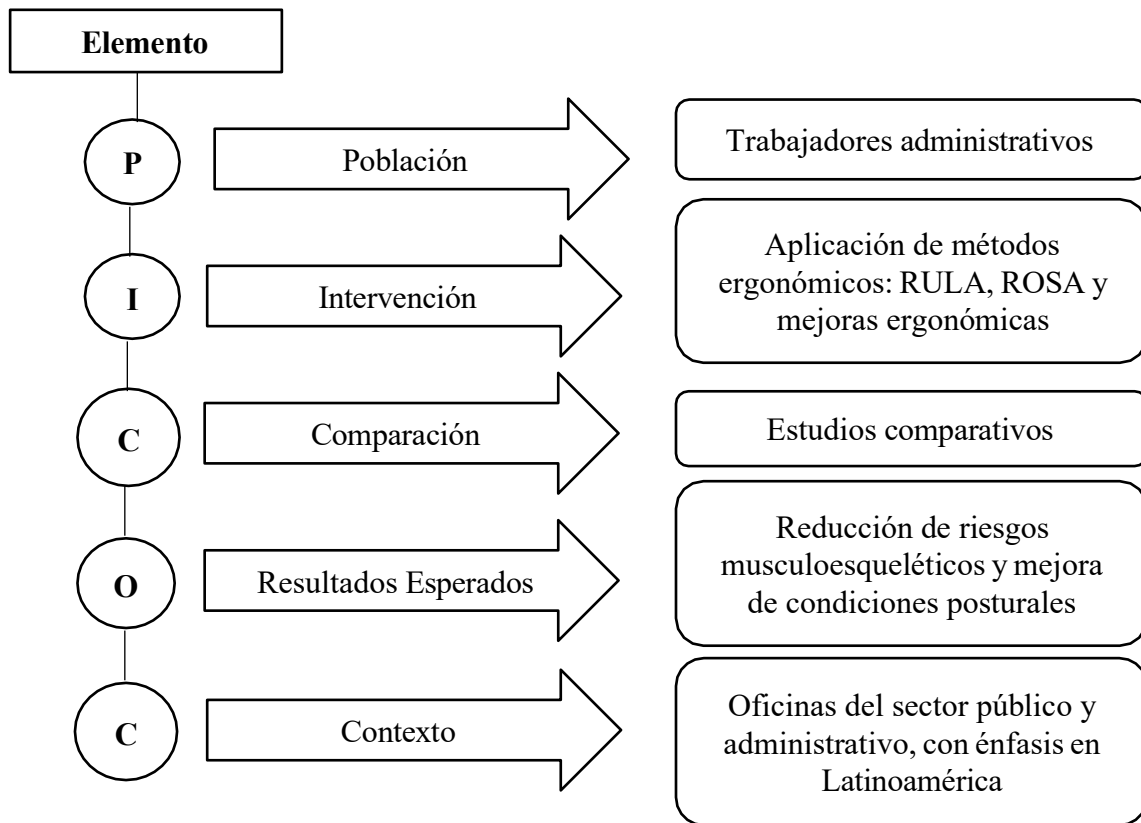 Elemento
P
Población
Trabajadores administrativos
I
Intervención
Aplicación de métodos
ergonómicos: RULA, ROSA y
mejoras ergonómicas
C
Comparación
Estudios comparativos
O
Resultados Esperados
Reducción de riesgos
musculoesqueléticos y mejora
de condiciones posturales
C
Contexto
Oficinas del sector público y
administrativo, con énfasis en
Latinoamérica